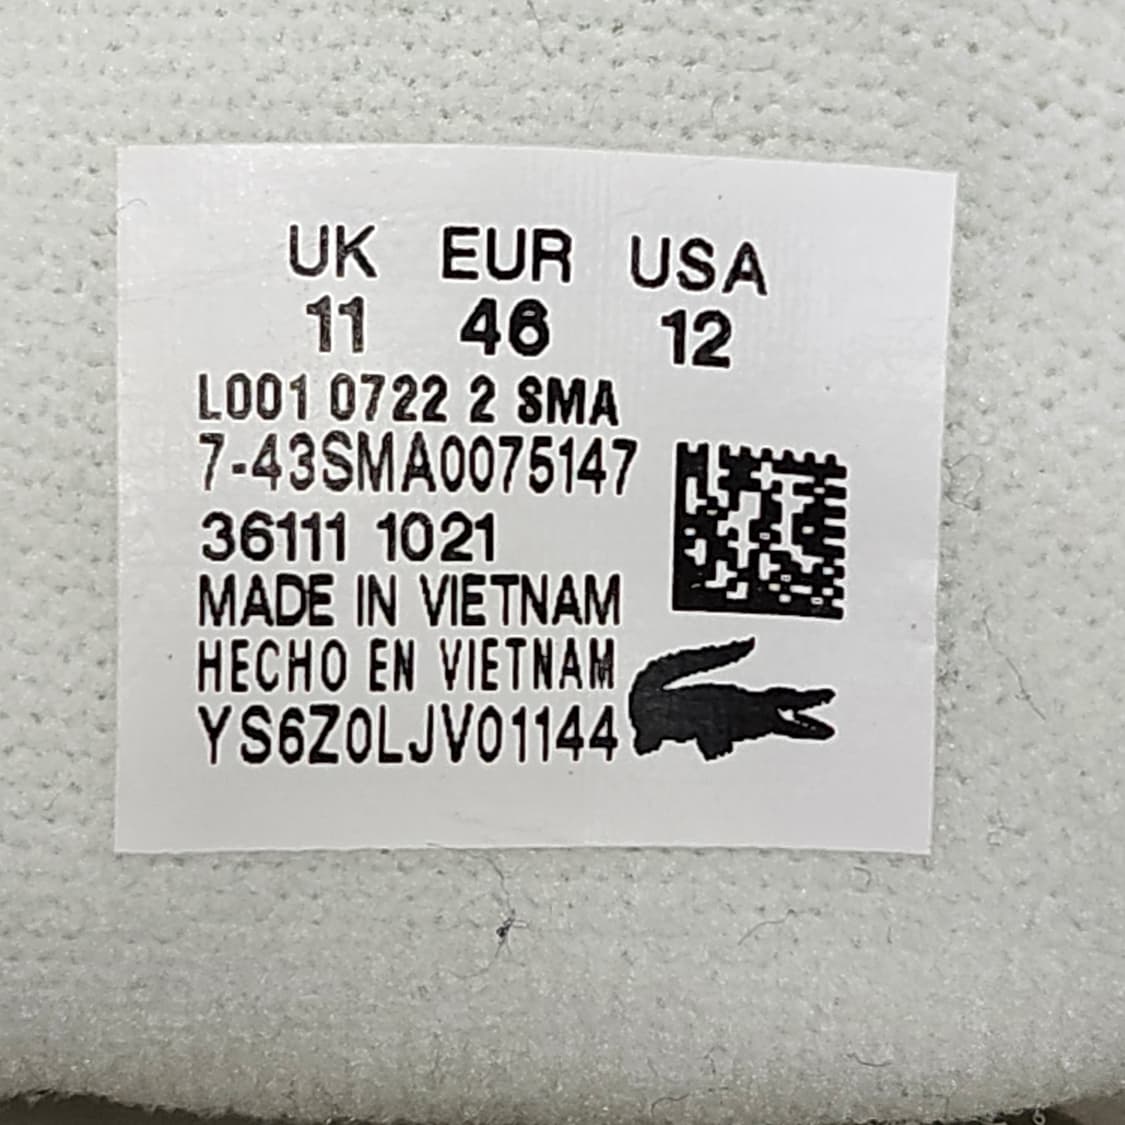 UK EUR USA
11 46 12
L001 0722 2 SMA
7-43SMA0075147
36111 1021
MADE IN VIETNAM
HECHO EN VIETNAM
YS6Z0LJV01144